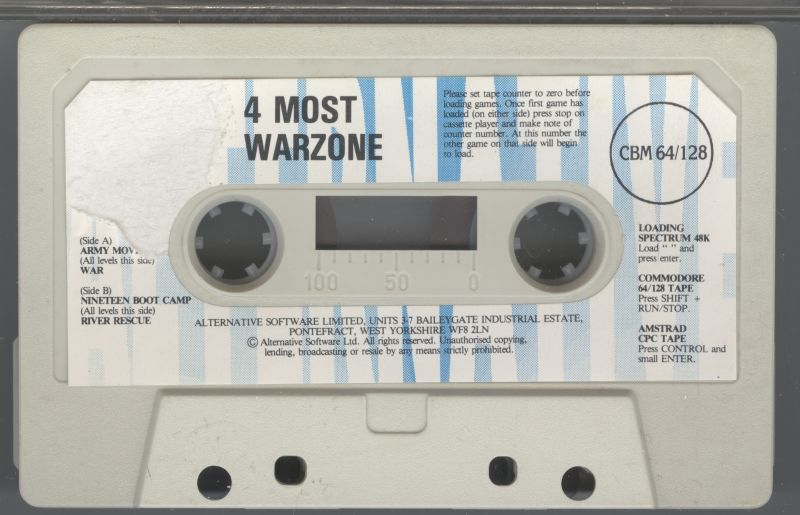 4 MOST
WARZONE
Please set tape counter to zero before
loading games. Once first game has
loaded (on either side) press stop on
cassette player and make note of
counter number. At this number the
other game on that side will begin
to load.
CBM 64/128
(Side A)
ARMY MOV
(All levels this side)
WAR
(Side B)
NINETEEN BOOT CAMP
(All levels this side)
RIVER RESCUE
100 50 0
LOADING
SPECTRUM 48K
Load “ ” and
press enter.
COMMODORE
64/128 TAPE
Press SHIFT +
RUN/STOP.
AMSTRAD
CPC TAPE
Press CONTROL and
small ENTER.
ALTERNATIVE SOFTWARE LIMITED, UNITS 3-7 BAILEYGATE INDUSTRIAL ESTATE,
PONTEFRACT, WEST YORKSHIRE WF8 2LN
© Alternative Software Ltd. All rights reserved. Unauthorised copying,
lending, broadcasting or resale by any means strictly prohibited.